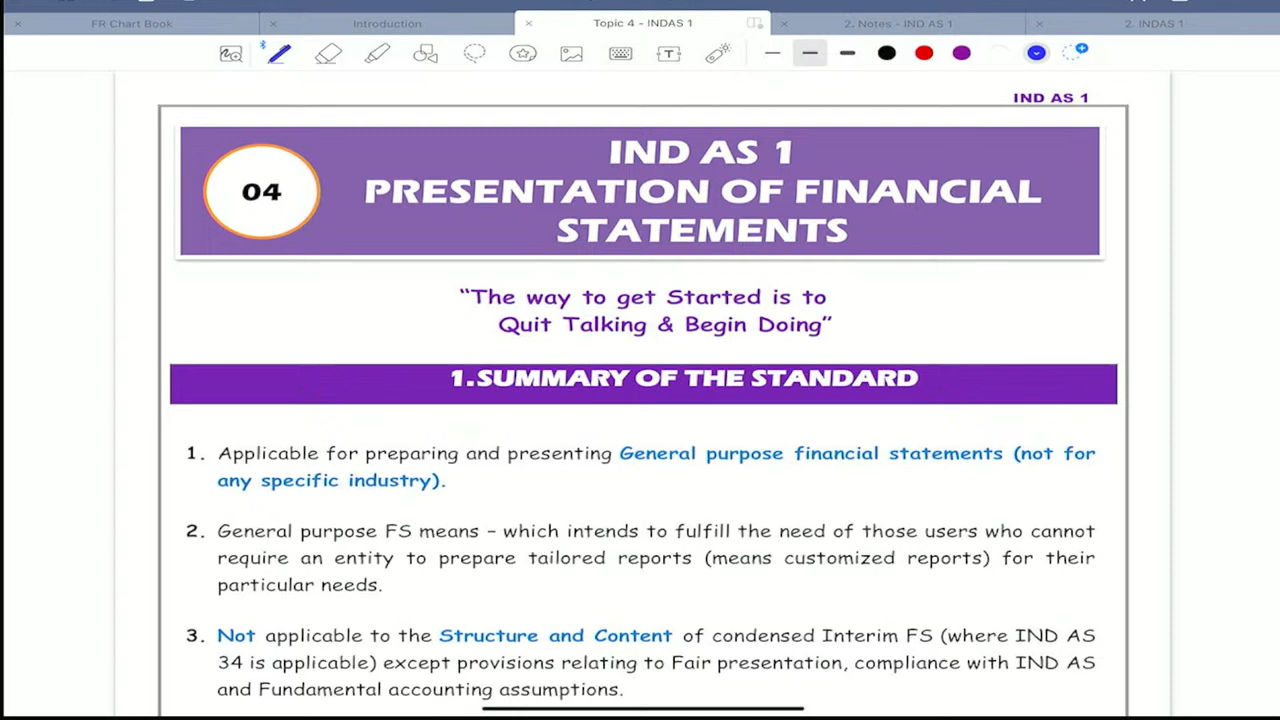 FR Chart Book
Introduction
Topic 4 - INDAS 1
2. Notes - IND AS 1
2. INDAS 1
T
IND AS 1
04
IND AS 1
PRESENTATION OF FINANCIAL
STATEMENTS
“The way to get Started is to
Quit Talking & Begin Doing”
1.SUMMARY OF THE STANDARD
1. Applicable for preparing and presenting General purpose financial statements (not for
any specific industry).
2. General purpose FS means – which intends to fulfill the need of those users who cannot
require an entity to prepare tailored reports (means customized reports) for their
particular needs.
3. Not applicable to the Structure and Content of condensed Interim FS (where IND AS
34 is applicable) except provisions relating to Fair presentation, compliance with IND AS
and Fundamental accounting assumptions.